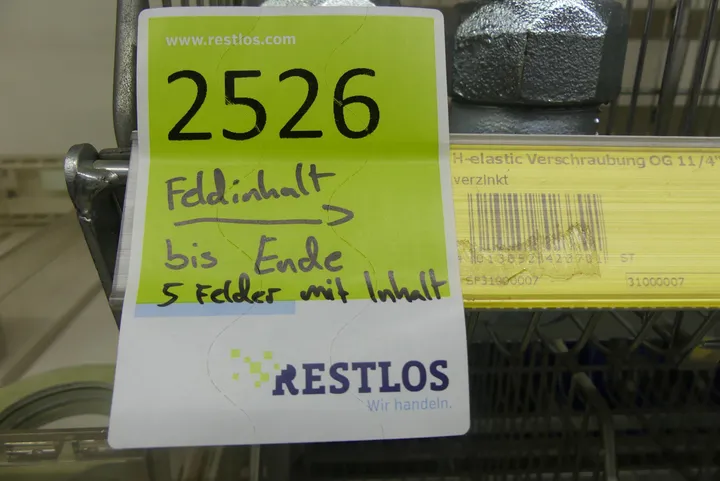 www.restlos.com
2526
Feldinhalt
bis Ende
5 Felder mit Inhalt
RESTLOS
Wir handeln.
H-elastic Verschraubung OG 11/4"
verzinkt
ST
31000007